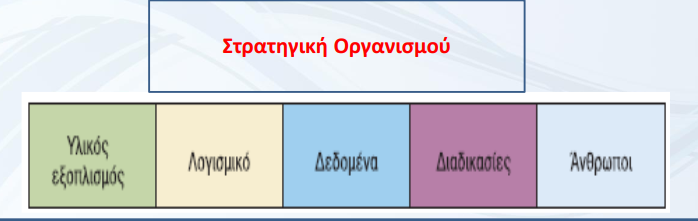 Στρατηγική Οργανισμού
Υλικός
εξοπλισμός
Λογισμικό
Δεδομένα
Διαδικασίες
Άνθρωποι